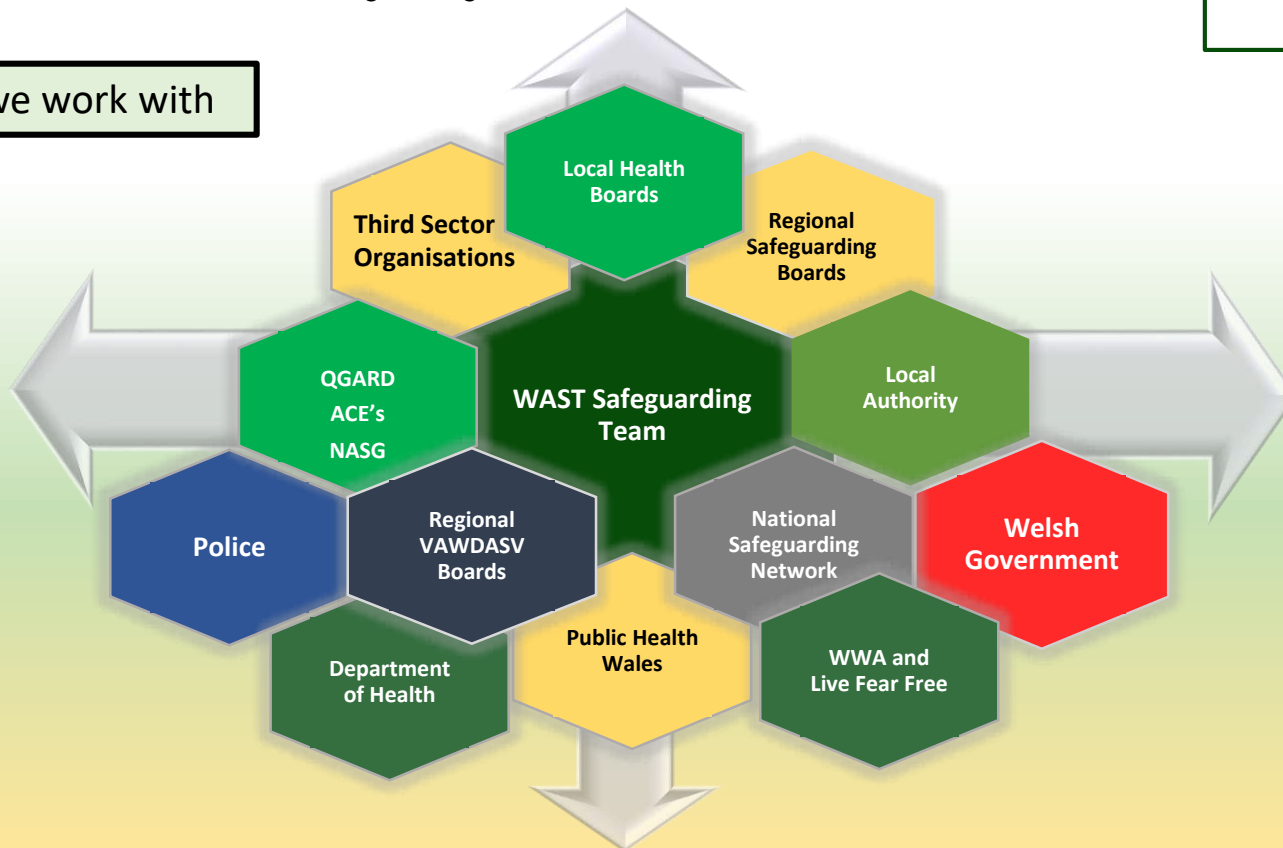 we work with
Local Health
Boards
Third Sector
Organisations
Regional
Safeguarding
Boards
QGARD
ACE's
NASG
WAST Safeguarding
Team
Local
Authority
Police
Regional
VAWDASV
Boards
National
Safeguarding
Network
Welsh
Government
Department
of Health
Public Health
Wales
WWA and
Live Fear Free